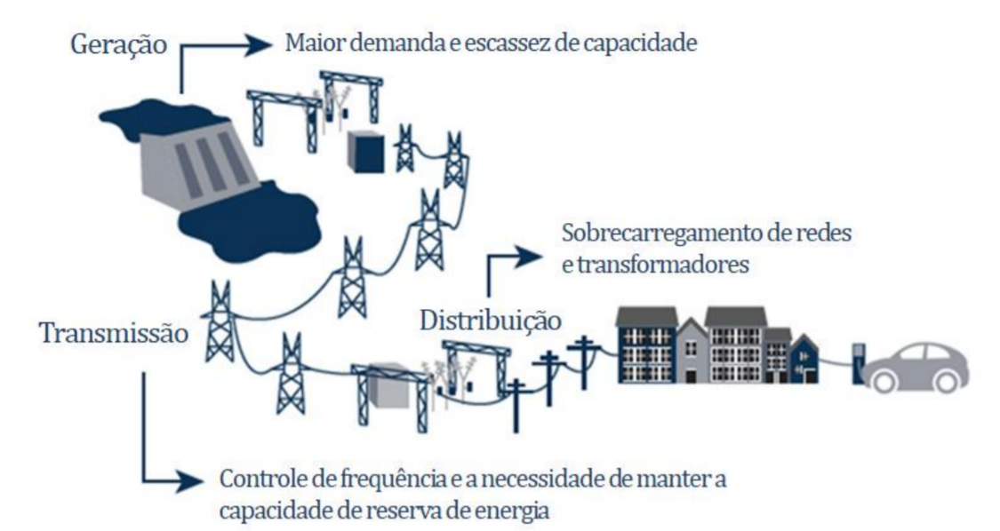 Geração
Maior demanda e escassez de capacidade
Sobrecarregamento de redes
e transformadores
Distribuição
Transmissão
Controle de frequência e a necessidade de manter a
capacidade de reserva de energia